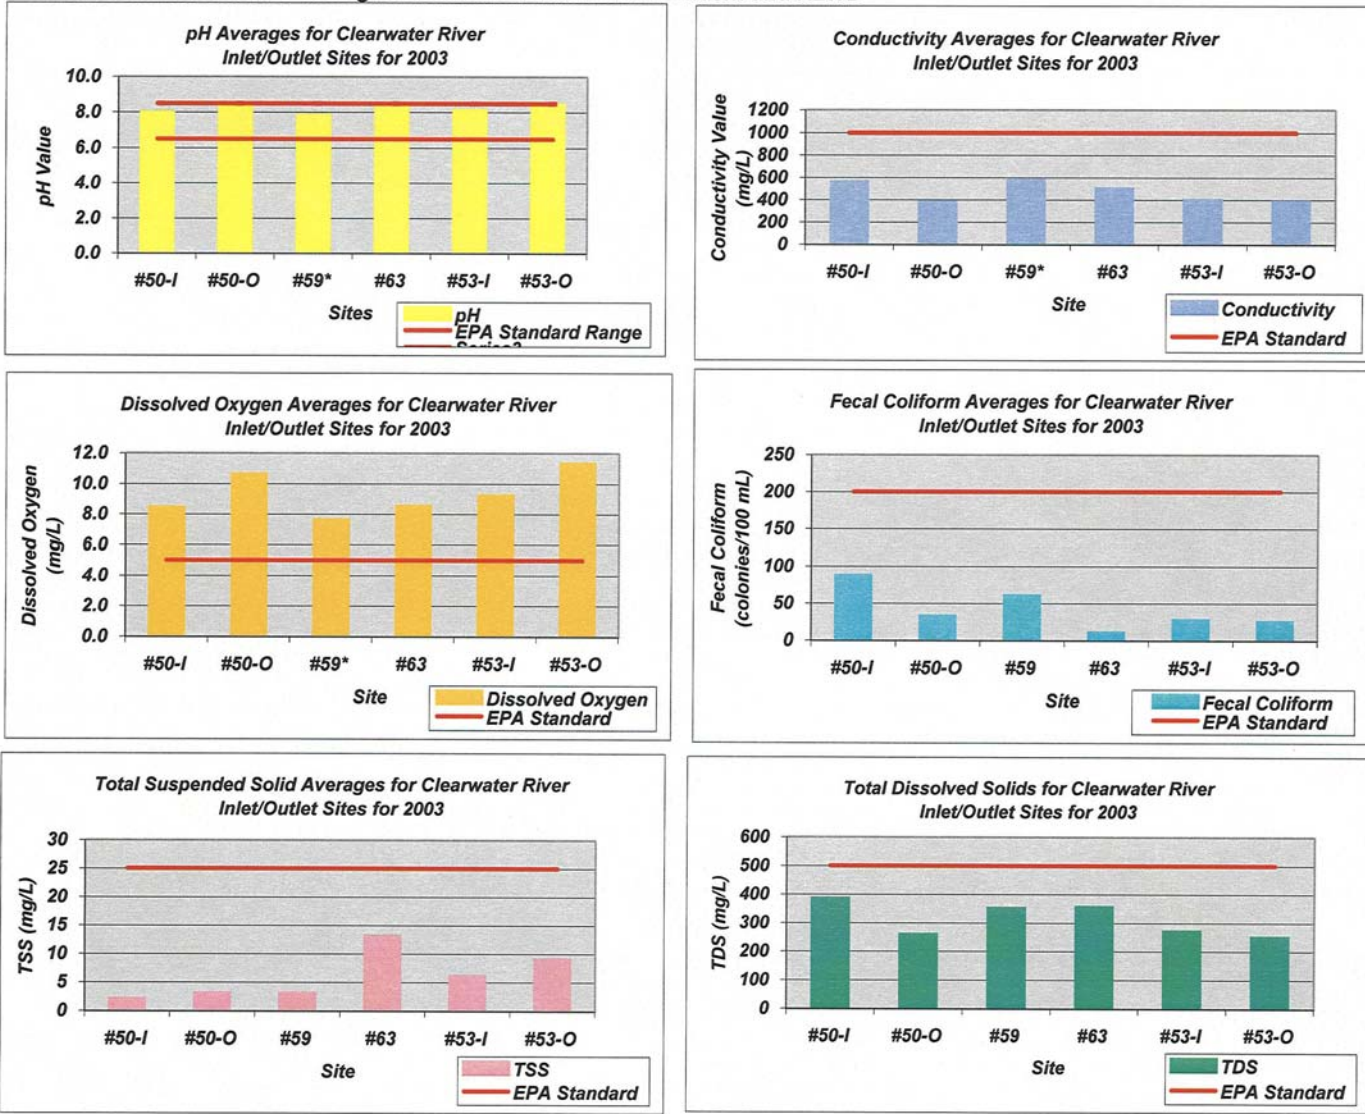 pH Averages for Clearwater River
Inlet/Outlet Sites for 2003
pH Value
10.0
8.0
6.0
4.0
2.0
0.0
#50-I #50-O #59* #63 #53-I #53-O
Sites
pH
EPA Standard Range
Conductivity Averages for Clearwater River
Inlet/Outlet Sites for 2003
Conductivity Value
(mg/L)
1200
1000
800
600
400
200
0
#50-I #50-O #59* #63 #53-I #53-O
Site
Conductivity
EPA Standard
Dissolved Oxygen Averages for Clearwater River
Inlet/Outlet Sites for 2003
Dissolved Oxygen
(mg/L)
12.0
10.0
8.0
6.0
4.0
2.0
0.0
#50-I #50-O #59* #63 #53-I #53-O
Site
Dissolved Oxygen
EPA Standard
Fecal Coliform Averages for Clearwater River
Inlet/Outlet Sites for 2003
Fecal Coliform
(colonies/100 mL)
250
200
150
100
50
0
#50-I #50-O #59 #63 #53-I #53-O
Site
Fecal Coliform
EPA Standard
Total Suspended Solid Averages for Clearwater River
Inlet/Outlet Sites for 2003
TSS (mg/L)
30
25
20
15
10
5
0
#50-I #50-O #59 #63 #53-I #53-O
Site
TSS
EPA Standard
Total Dissolved Solids for Clearwater River
Inlet/Outlet Sites for 2003
TDS (mg/L)
600
500
400
300
200
100
0
#50-I #50-O #59 #63 #53-I #53-O
Site
TDS
EPA Standard